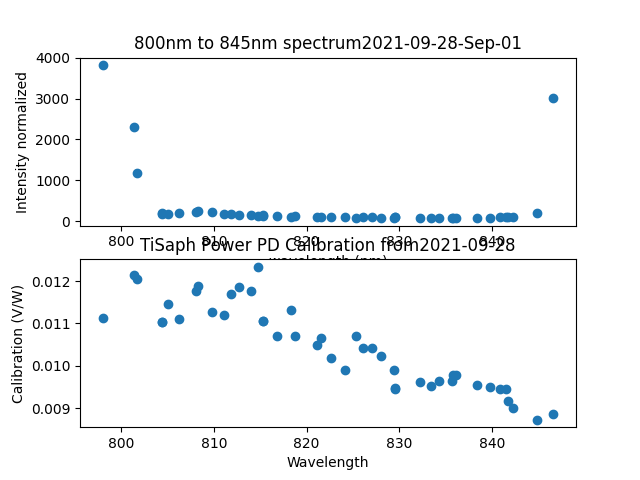 800nm to 845nm spectrum2021-09-28-Sep-01
Intensity normalized
4000
3000
2000
1000
0
800 810 820 830 840
wavelength (nm)
TiSaph Power PD Calibration from2021-09-28
Calibration (V/W)
0.012
0.011
0.010
0.009
800 810 820 830 840
Wavelength